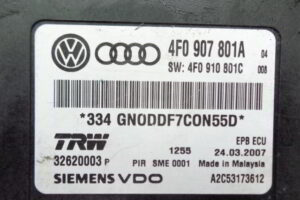 4F0 907 801A 04
SW: 4F0 910 801C 008
*334 GNODDF7CON55D*
TRW EPB ECU
1255 24.03.2007
32620003 P PIR SME 0001 Made in Malaysia
SIEMENS VDO A2C53173612